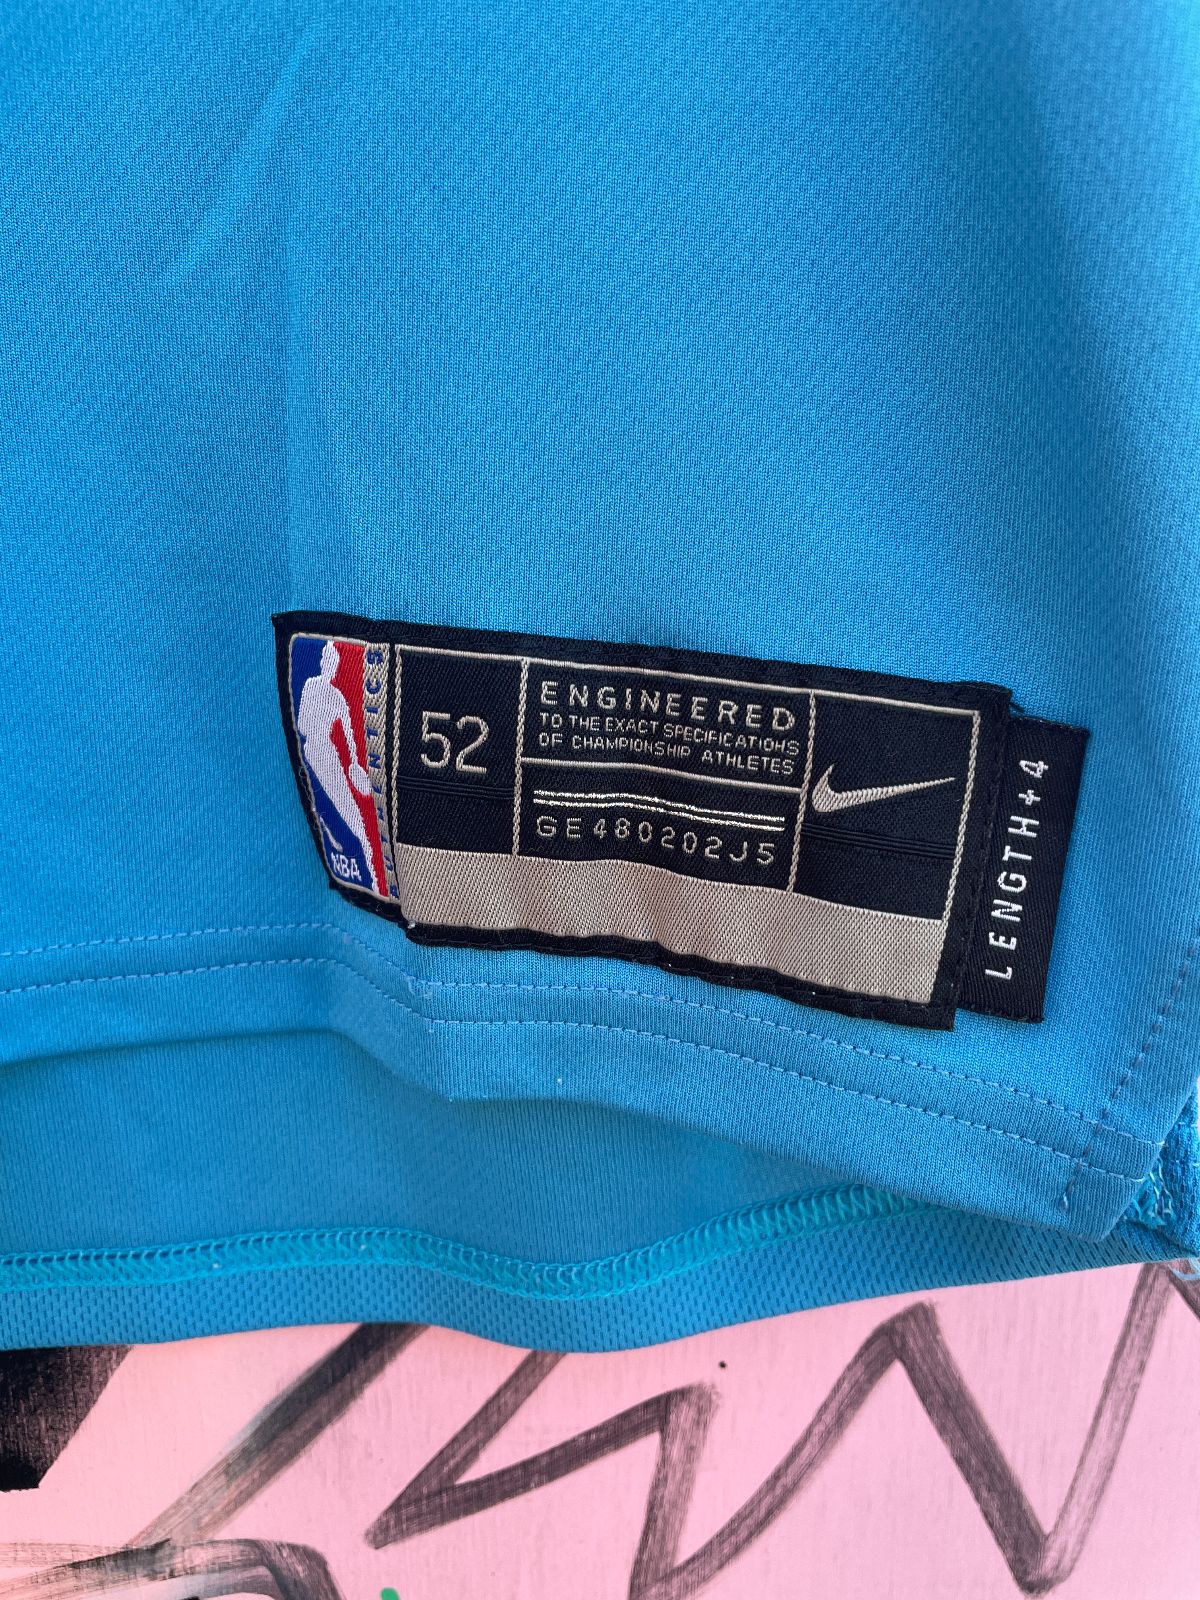 NBA
AUTHENTICS
52
ENGINEERED
TO THE EXACT SPECIFICATIONS
OF CHAMPIONSHIP ATHLETES
GE480202J5
LENGTH+4